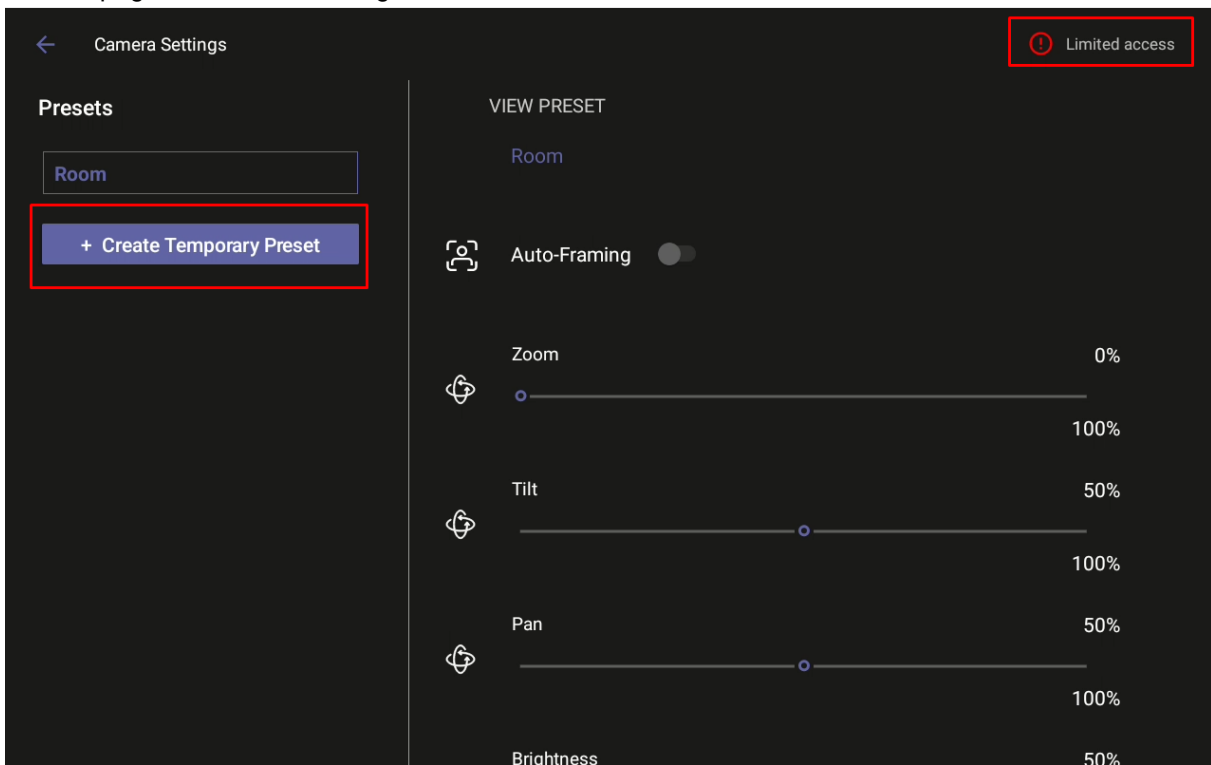 Camera Settings
Limited access
Presets
Room
+ Create Temporary Preset
VIEW PRESET
Room
Auto-Framing
Zoom
0%
100%
Tilt
50%
100%
Pan
50%
100%
Brightness
50%